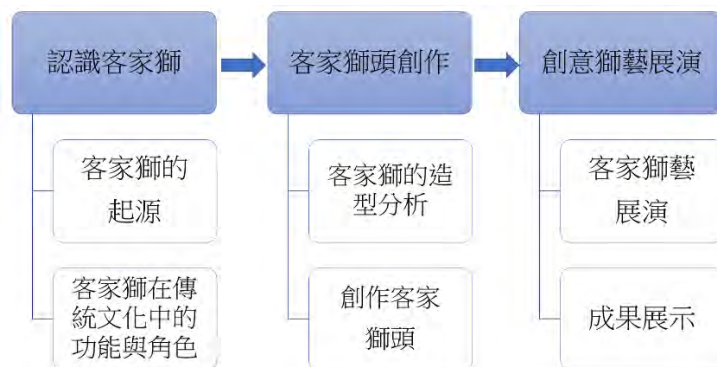 認識客家獅
客家獅頭創作
創意獅藝展演
客家獅的
起源
客家獅的造
型分析
客家獅藝
展演
客家獅在傳
統文化中的
功能與角色
創作客家
獅頭
成果展示